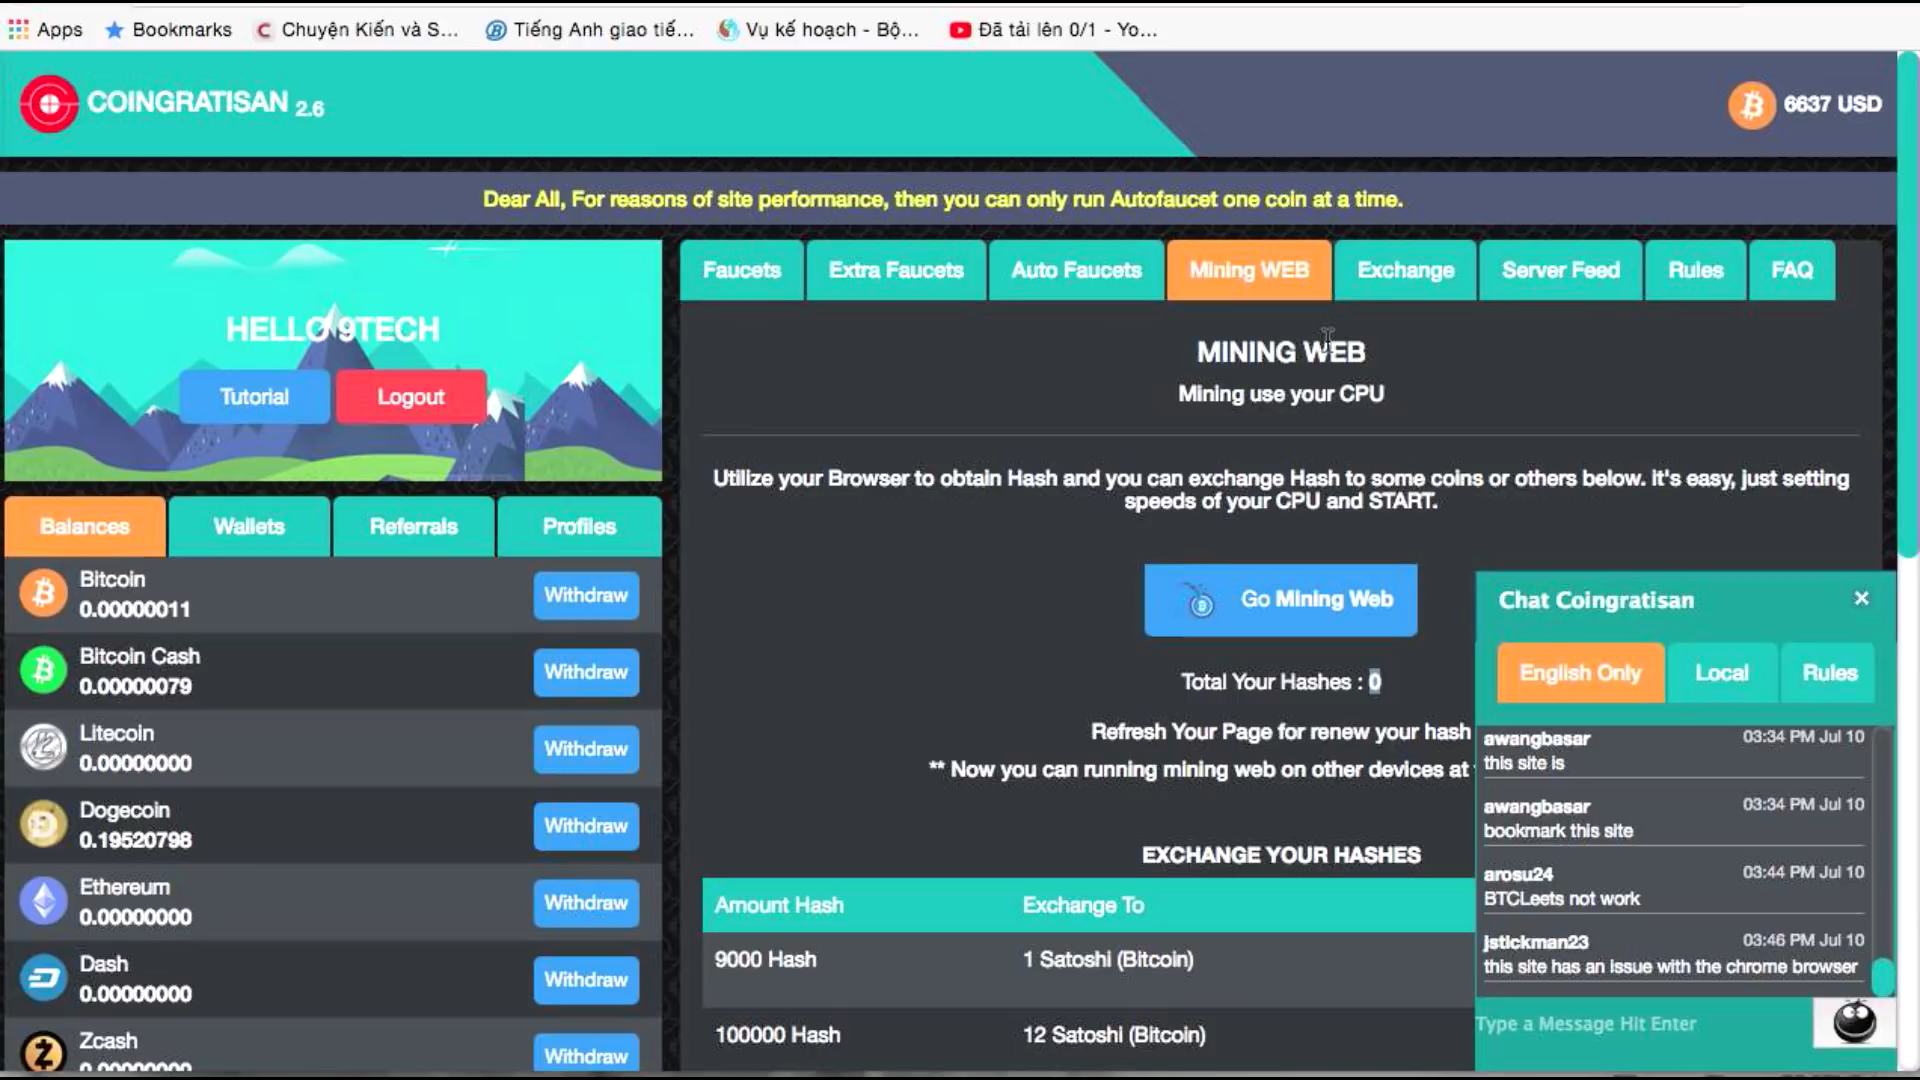 Apps
Bookmarks
Chuyện Kiến và S...
Tiếng Anh giao tiế...
Vụ kế hoạch - Bộ...
Đã tải lên 0/1 - Yo...
COINGRATISAN 2.6
6637 USD
Dear All, For reasons of site performance, then you can only run Autofaucet one coin at a time.
HELLO 9TECH
Tutorial
Logout
Faucets
Extra Faucets
Auto Faucets
Mining WEB
Exchange
Server Feed
Rules
FAQ
MINING WEB
Mining use your CPU
Utilize your Browser to obtain Hash and you can exchange Hash to some coins or others below. it's easy, just setting
speeds of your CPU and START.
Go Mining Web
Total Your Hashes : 0
Refresh Your Page for renew your hash
** Now you can running mining web on other devices at
EXCHANGE YOUR HASHES
Amount Hash
Exchange To
9000 Hash
1 Satoshi (Bitcoin)
100000 Hash
12 Satoshi (Bitcoin)
Balances
Wallets
Referrals
Profiles
Bitcoin
0.00000011
Withdraw
Bitcoin Cash
0.00000079
Withdraw
Litecoin
0.00000000
Withdraw
Dogecoin
0.19520798
Withdraw
Ethereum
0.00000000
Withdraw
Dash
0.00000000
Withdraw
Zcash
Withdraw
Chat Coingratisan
×
English Only
Local
Rules
awangbasar
03:34 PM Jul 10
this site is
awangbasar
03:34 PM Jul 10
bookmark this site
arosu24
03:44 PM Jul 10
BTCLeets not work
jstickman23
03:46 PM Jul 10
this site has an issue with the chrome browser
Type a Message Hit Enter